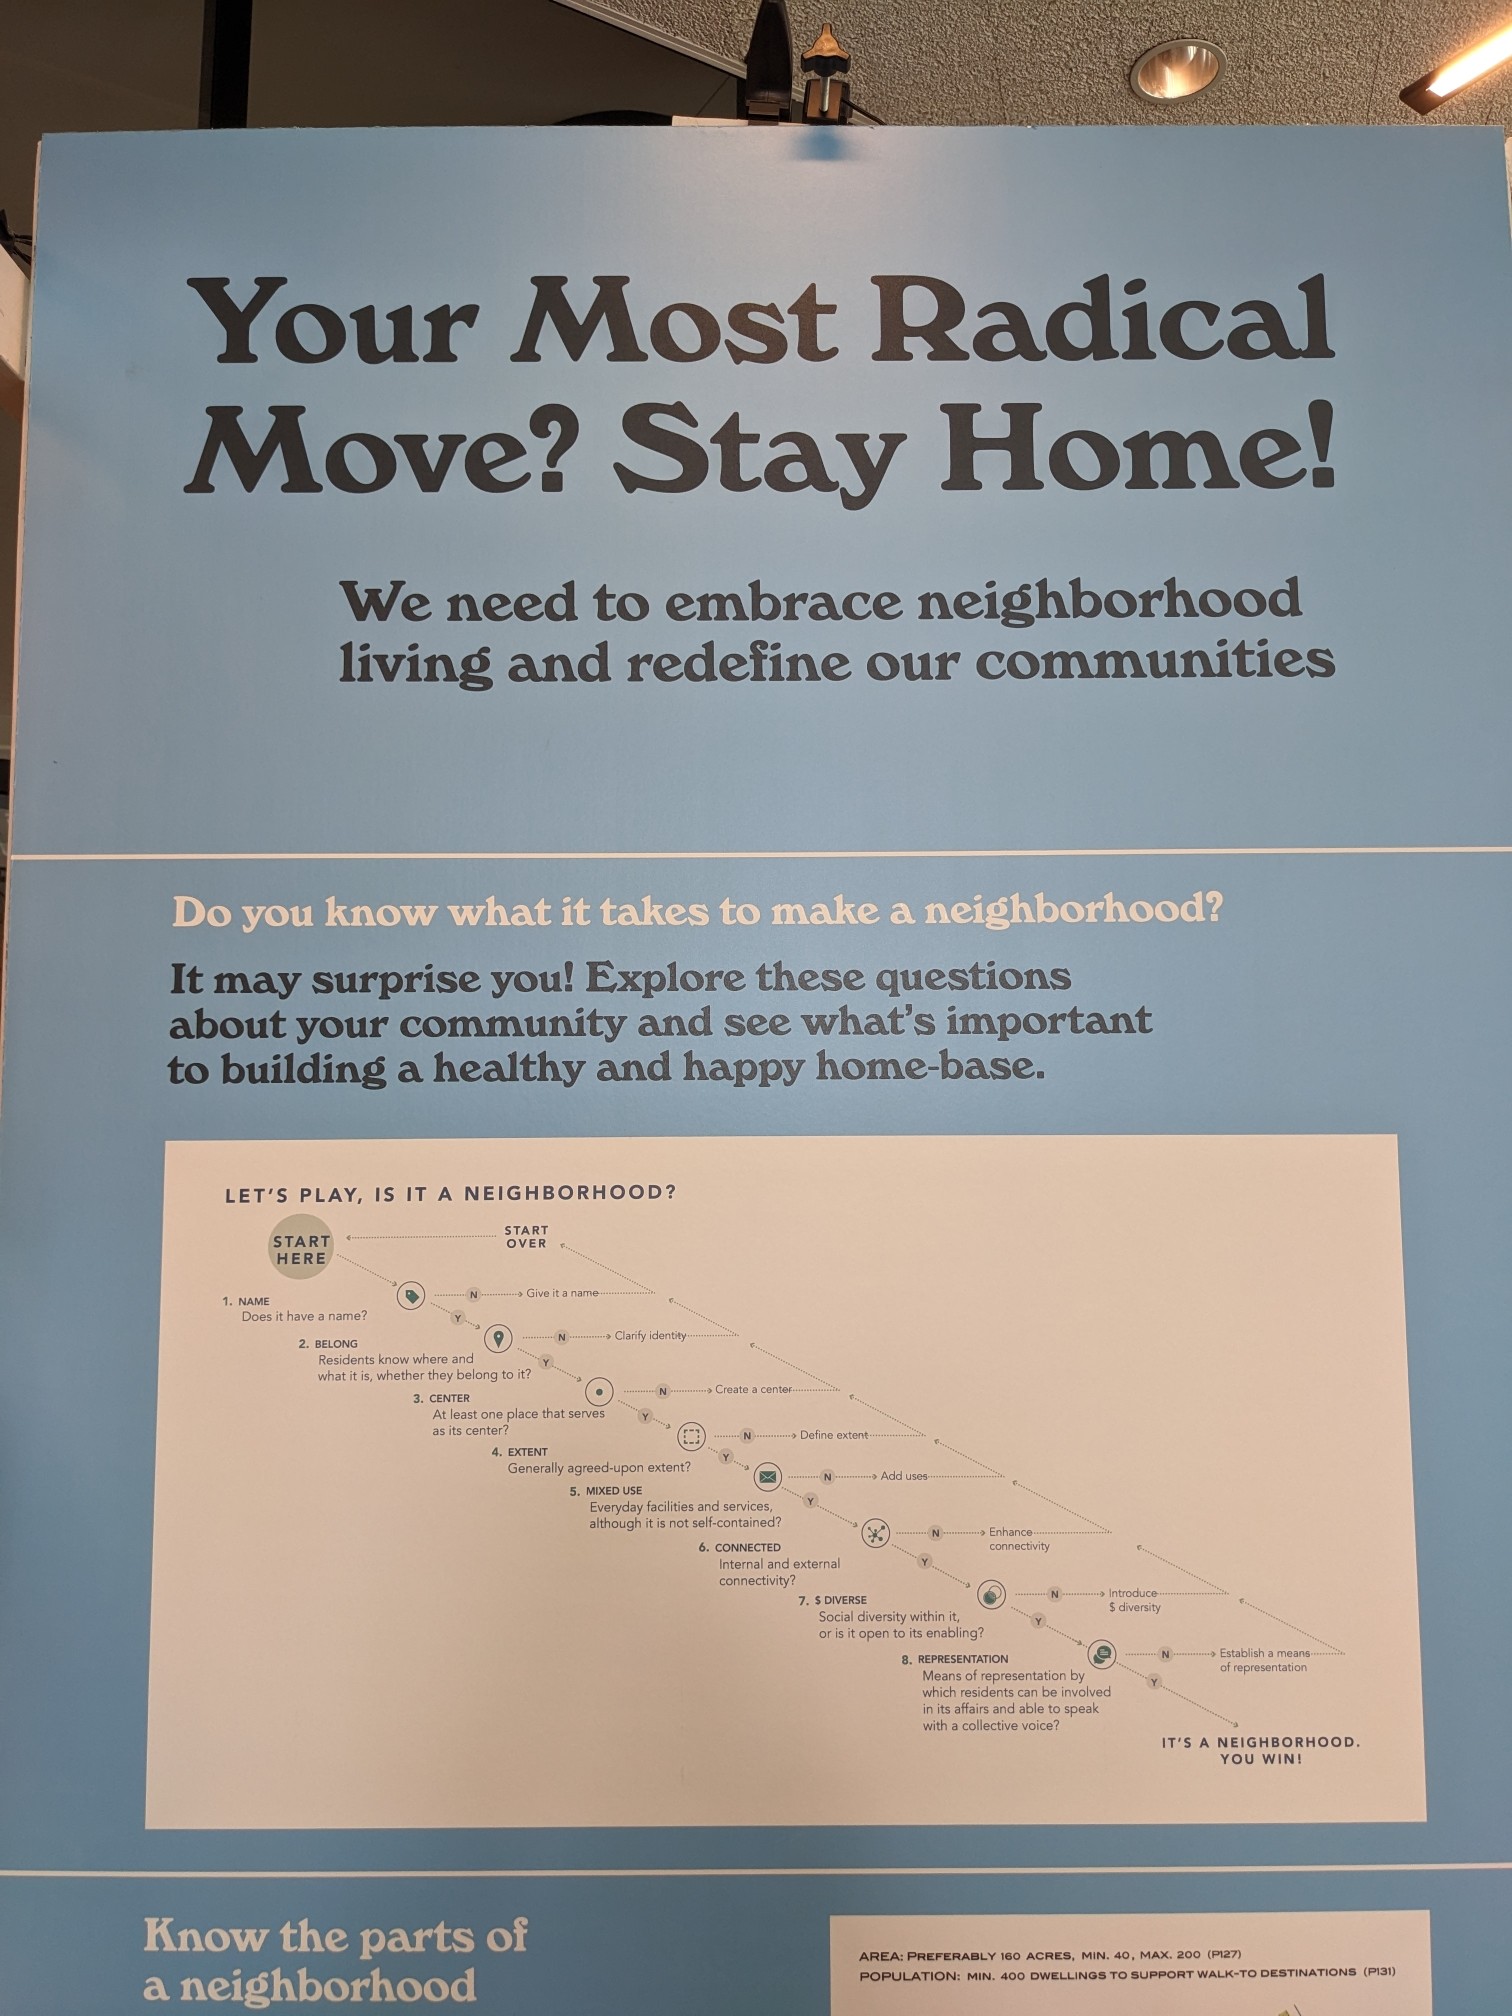 Your Most Radical
Move? Stay Home!
We need to embrace neighborhood
living and redefine our communities
Do you know what it takes to make a neighborhood?
It may surprise you! Explore these questions
about your community and see what's important
to building a healthy and happy home-base.
LET'S PLAY, IS IT A NEIGHBORHOOD?
START
HERE
START
OVER
1. NAME
Does it have a name?
N
Give it a name
Y
2. BELONG
Residents know where and
what it is, whether they belong to it?
N
Clarify identity
Y
3. CENTER
At least one place that serves
as its center?
N
Create a center
Y
4. EXTENT
Generally agreed-upon extent?
N
Define extent
Y
5. MIXED USE
Everyday facilities and services,
although it is not self-contained?
N
Add uses
Y
6. CONNECTED
Internal and external
connectivity?
N
Enhance
connectivity
Y
7. $ DIVERSE
Social diversity within it,
or is it open to its enabling?
N
Introduce
$ diversity
Y
8. REPRESENTATION
Means of representation by
which residents can be involved
in its affairs and able to speak
with a collective voice?
N
Establish a means
of representation
Y
IT'S A NEIGHBORHOOD.
YOU WIN!
Know the parts of
a neighborhood
AREA: PREFERABLY 160 ACRES, MIN. 40, MAX. 200 (P127)
POPULATION: MIN. 400 DWELLINGS TO SUPPORT WALK-TO DESTINATIONS (P131)